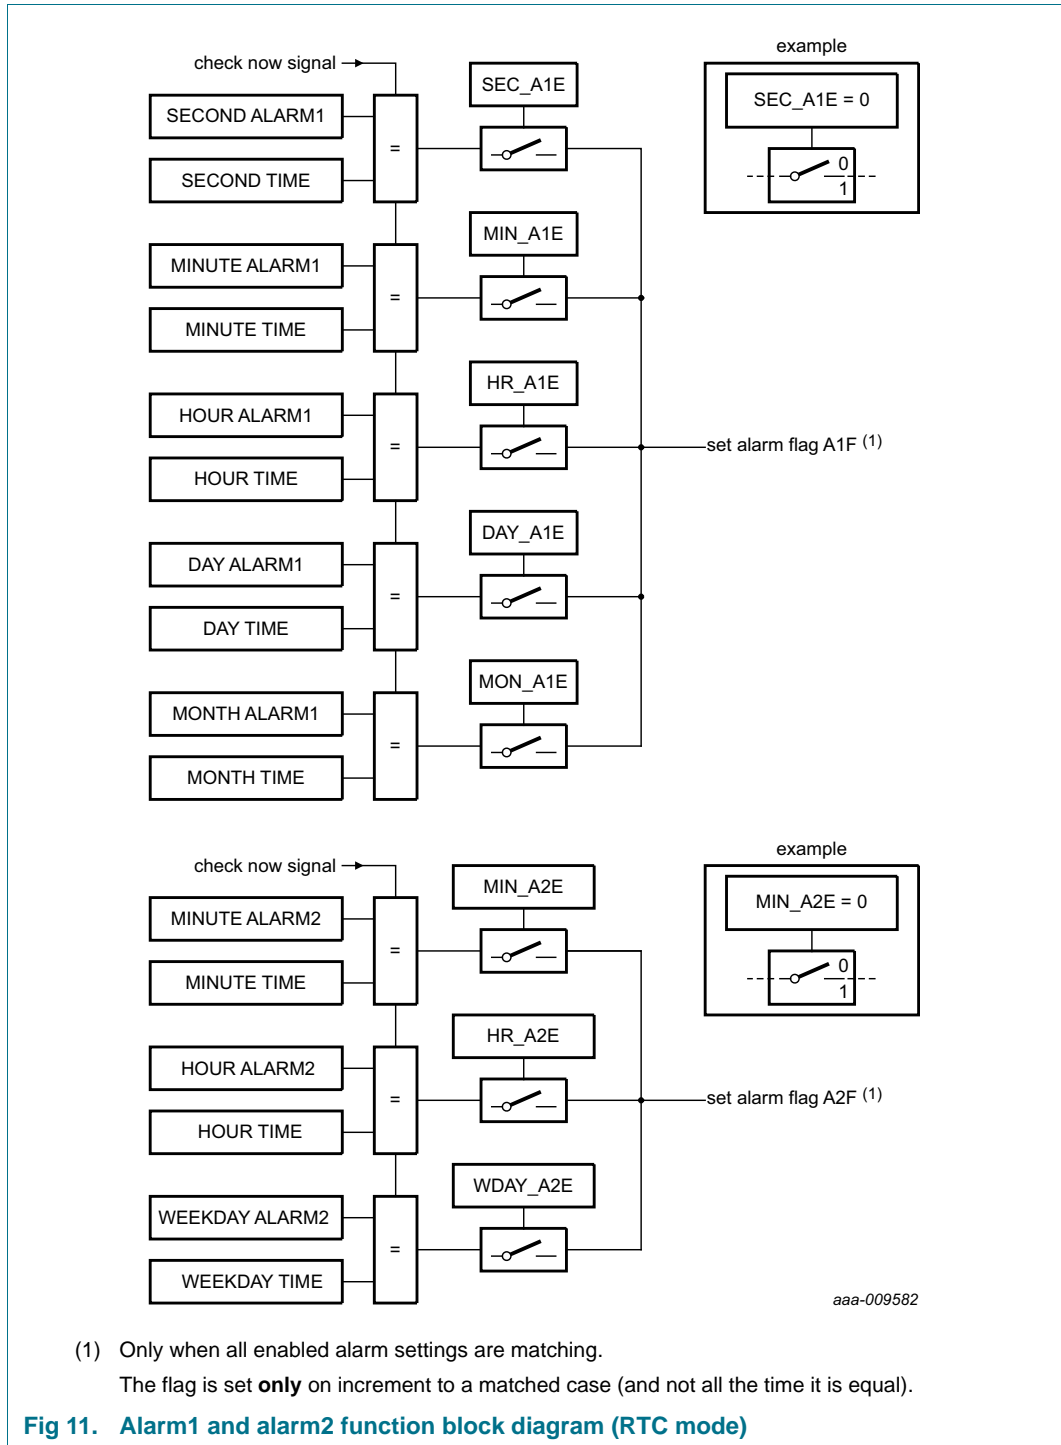 example
check now signal
SEC_A1E
SEC_A1E = 0
SECOND ALARM1
=
0
1
SECOND TIME
MIN_A1E
MINUTE ALARM1
=
MINUTE TIME
HR_A1E
HOUR ALARM1
=
set alarm flag A1F (1)
HOUR TIME
DAY_A1E
DAY ALARM1
=
DAY TIME
MON_A1E
MONTH ALARM1
=
MONTH TIME
example
check now signal
MIN_A2E
MIN_A2E = 0
MINUTE ALARM2
=
0
1
MINUTE TIME
HR_A2E
HOUR ALARM2
=
set alarm flag A2F (1)
HOUR TIME
WDAY_A2E
WEEKDAY ALARM2
=
WEEKDAY TIME
aaa-009582
(1) Only when all enabled alarm settings are matching.
The flag is set only on increment to a matched case (and not all the time it is equal).
Fig 11. Alarm1 and alarm2 function block diagram (RTC mode)